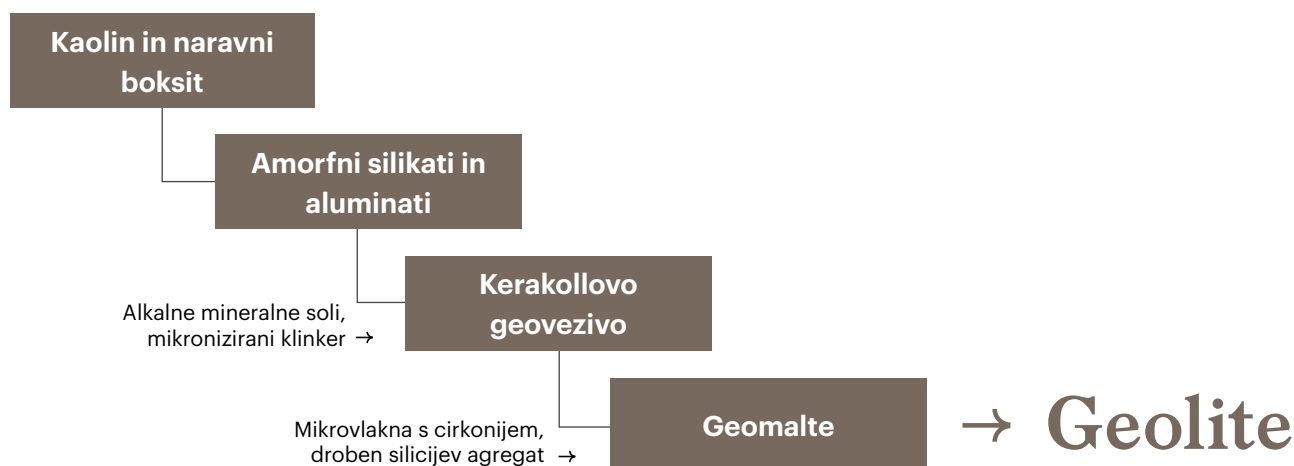 Kaolin in naravni
boksit
Amorfni silikati in
aluminati
Kerakollovo
geovezivo
Alkalne mineralne soli,
mikronizirani klinker →
Geomalte
Mikrovlakna s cirkonijem,
droben silicijev agregat →
→ Geolite